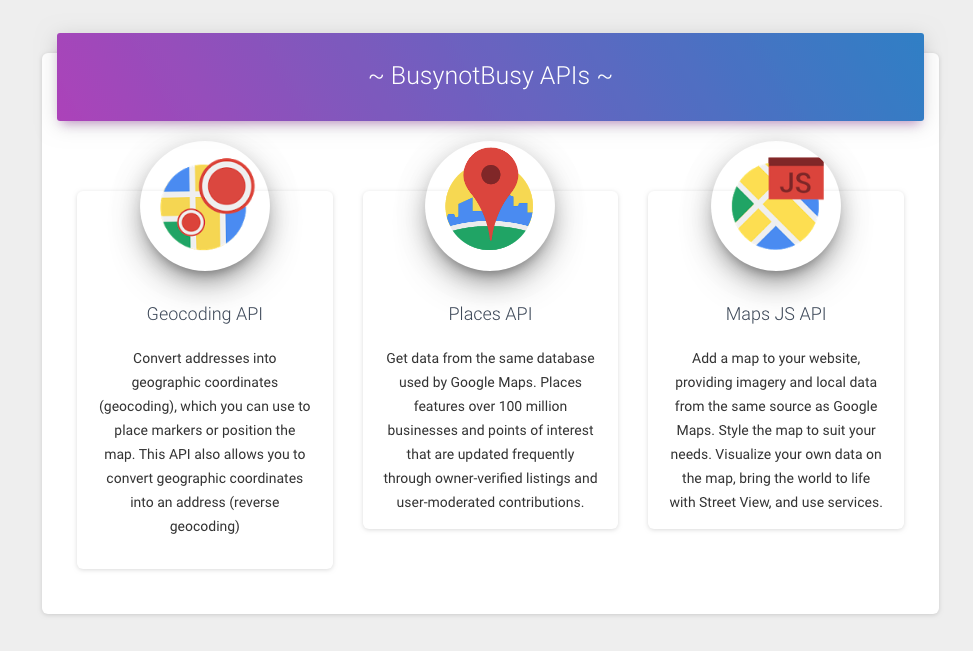 ~ BusynotBusy APIs ~
Geocoding API
Convert addresses into
geographic coordinates
(geocoding), which you can use to
place markers or position the
map. This API also allows you to
convert geographic coordinates
into an address (reverse
geocoding)
Places API
Get data from the same database
used by Google Maps. Places
features over 100 million
businesses and points of interest
that are updated frequently
through owner-verified listings and
user-moderated contributions.
JS
Maps JS API
Add a map to your website,
providing imagery and local data
from the same source as Google
Maps. Style the map to suit your
needs. Visualize your own data on
the map, bring the world to life
with Street View, and use services.